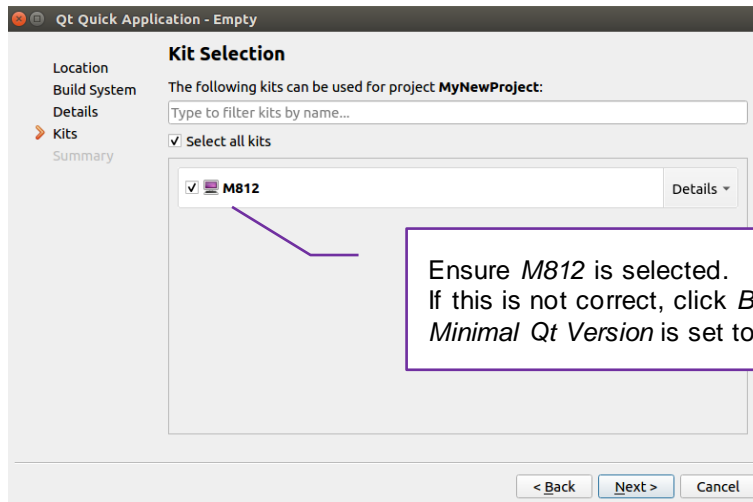 Qt Quick Application - Empty
Location
Build System
Details
Kits
Summary
Kit Selection
The following kits can be used for project MyNewProject:
Type to filter kits by name...
Select all kits
M812
Details
Ensure M812 is selected.
If this is not correct, click
Minimal Qt Version is set to
< Back
Next >
Cancel